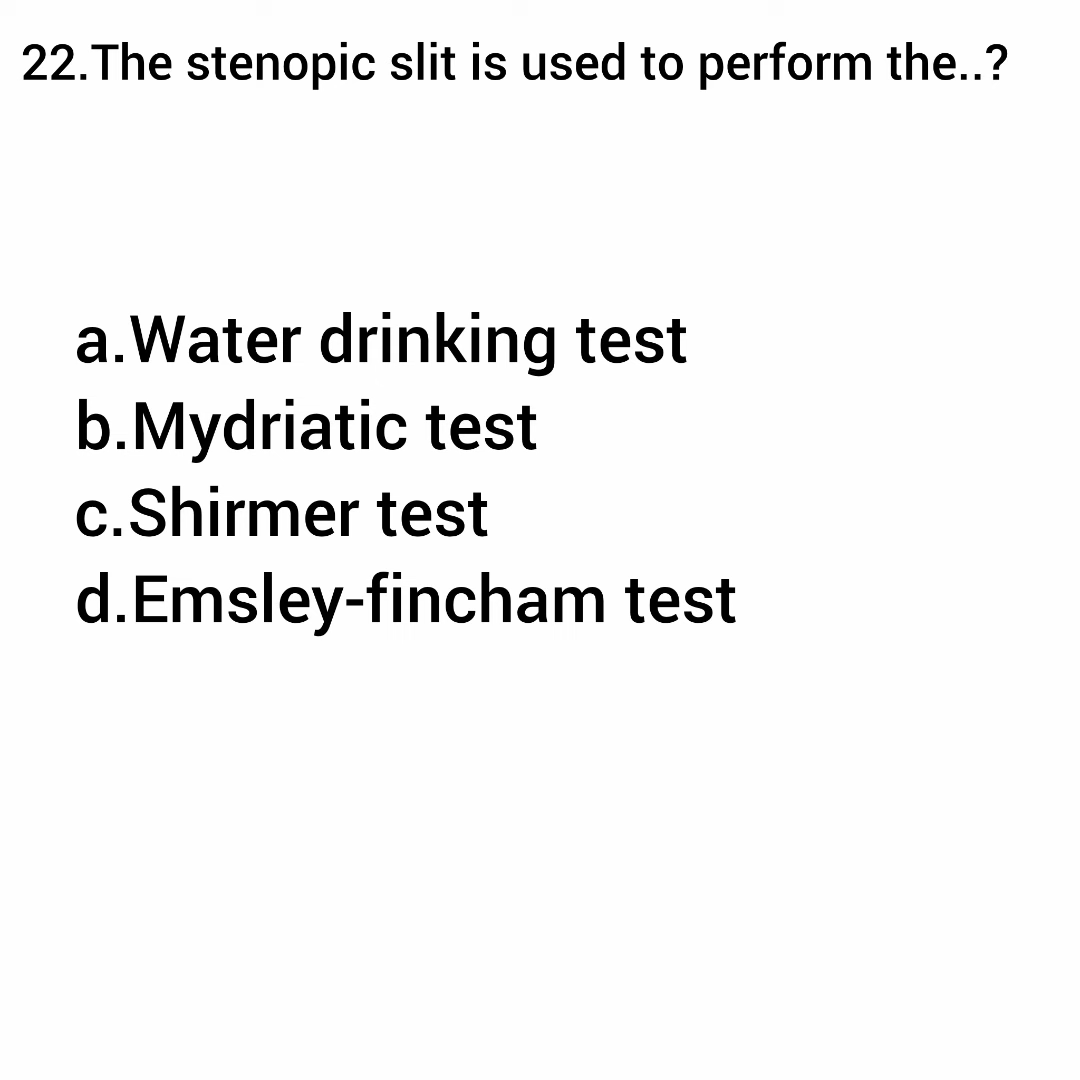 22.The stenopic slit is used to perform the..?
a.Water drinking test
b.Mydriatic test
c.Shirmer test
d.Emsley-fincham test